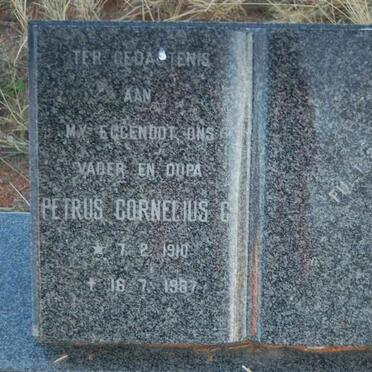 TER GEDAGTENIS
AAN
MY EGGENOOT, ONS
VADER EN OUPA
PETRUS CORNELIUS C
* 7. 2. 1910
† 16. 7. 1987